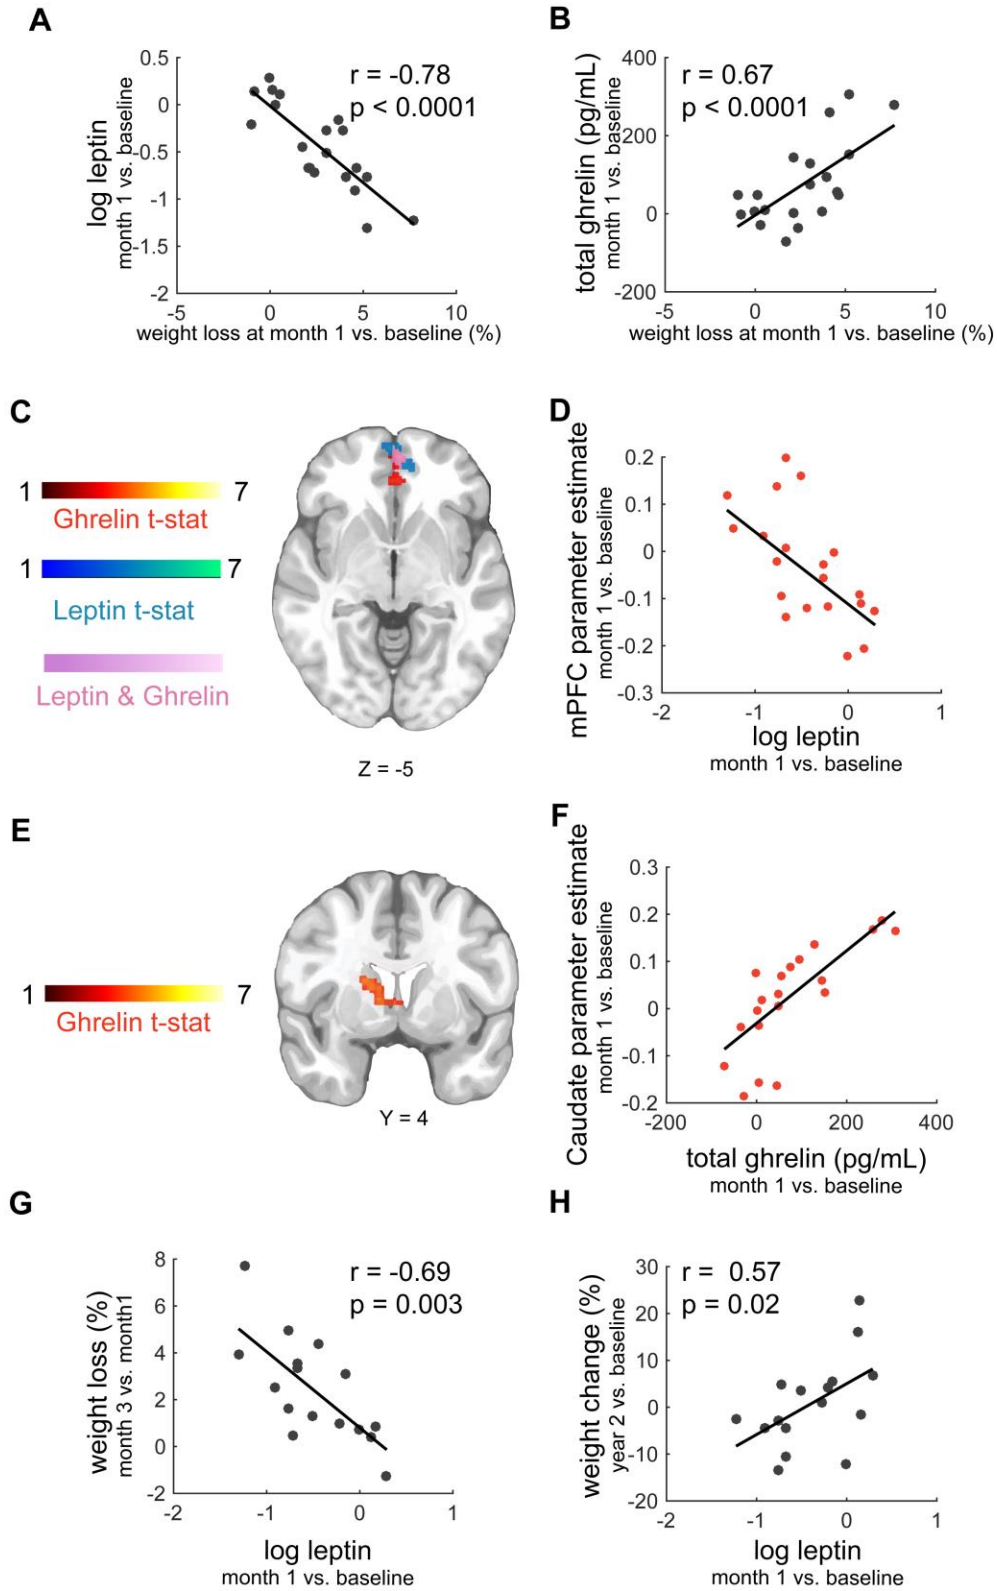 A
r = -0.78
p < 0.0001
log leptin
month 1 vs. baseline
0.5
0
-0.5
-1
-1.5
-2
-5
0
5
10
weight loss at month 1 vs. baseline (%)
B
r = 0.67
p < 0.0001
total ghrelin (pg/mL)
month 1 vs. baseline
400
200
0
-200
-5
0
5
10
weight loss at month 1 vs. baseline (%)
C
1
7
Ghrelin t-stat
1
7
Leptin t-stat
Leptin & Ghrelin
Z = -5
D
mPFC parameter estimate
month 1 vs. baseline
0.2
0.1
0
-0.1
-0.2
-0.3
-2
-1
0
1
log leptin
month 1 vs. baseline
E
1
7
Ghrelin t-stat
Y = 4
F
Caudate parameter estimate
month 1 vs. baseline
0.3
0.2
0.1
0
-0.1
-0.2
-200
0
200
400
total ghrelin (pg/mL)
month 1 vs. baseline
G
r = -0.69
p = 0.003
weight loss (%)
month 3 vs. month1
8
6
4
2
0
-2
-2
-1
0
1
log leptin
month 1 vs. baseline
H
r = 0.57
p = 0.02
weight change (%)
year 2 vs. baseline
30
20
10
0
-10
-20
-2
-1
0
1
log leptin
month 1 vs. baseline